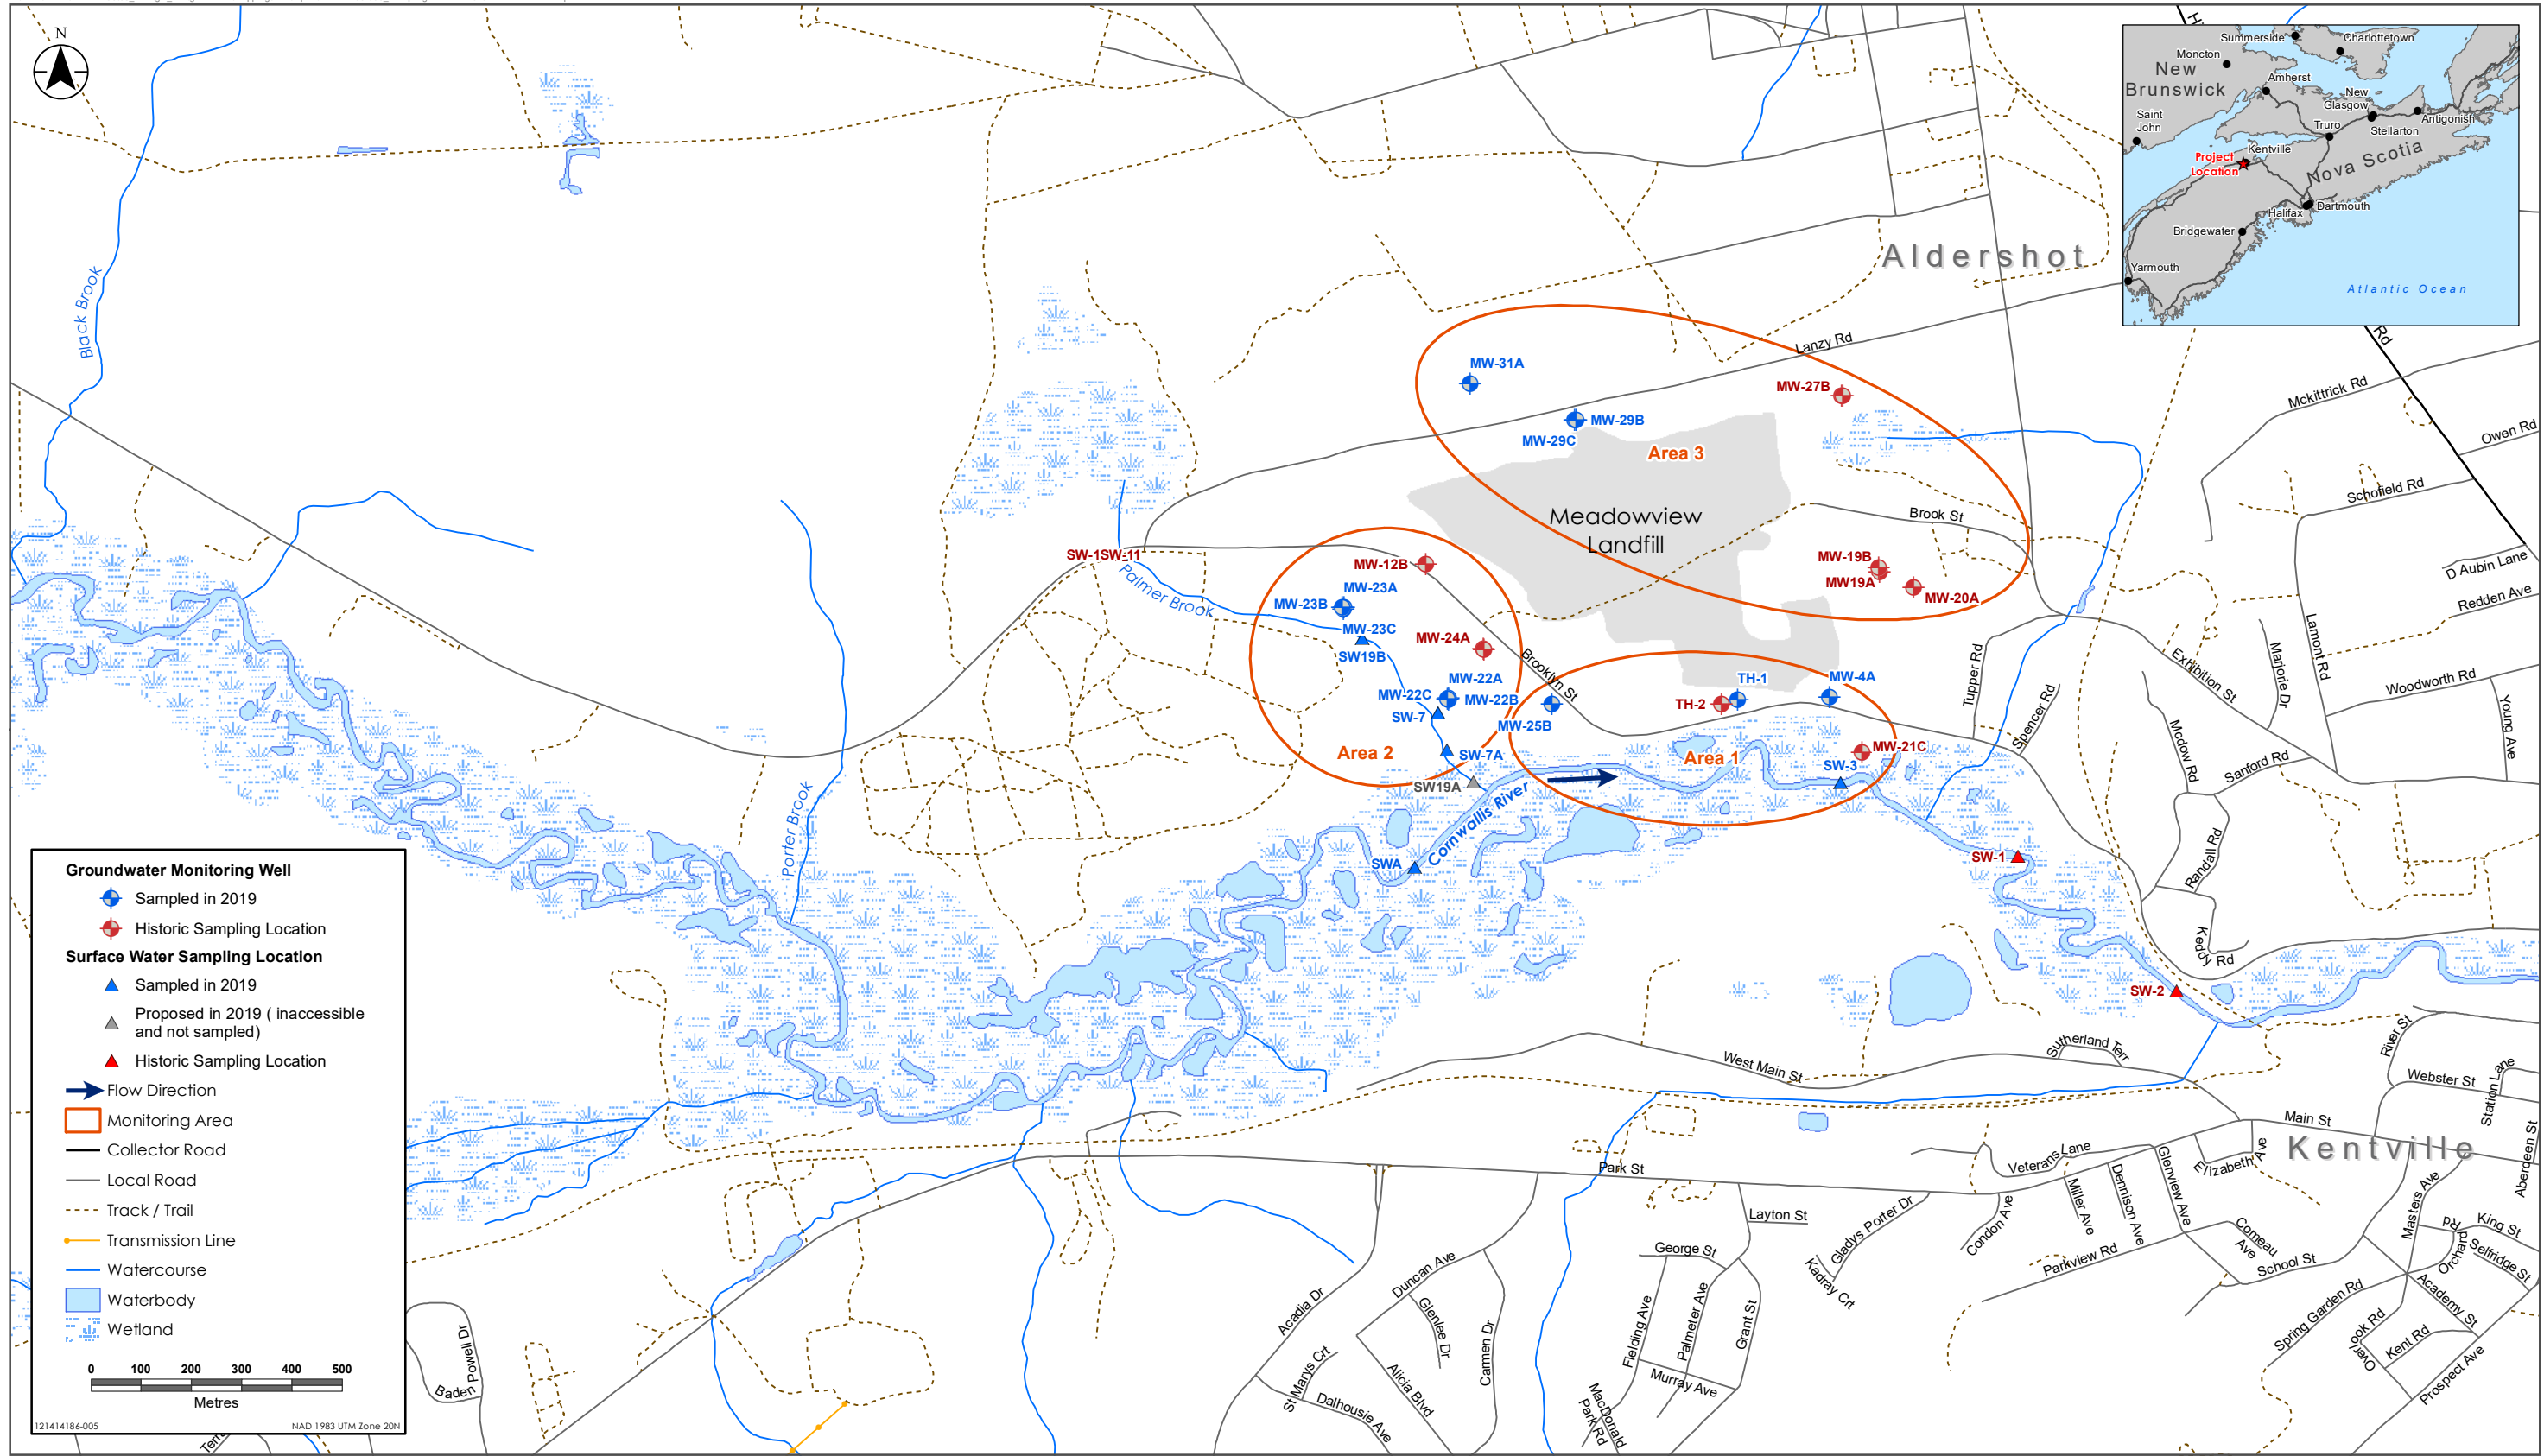 N
H
Rd
Summerside
Charlottetown
Moncton
New
Brunswick
Amherst
New
Glasgow
Saint
John
Truro
Antigonish
Stellarton
Kentville
Project
Location
Nova Scotia
Dartmouth
Halifax
Bridgewater
Yarmouth
Atlantic Ocean
Aldershot
Black Brook
Lanzy Rd
MW-31A
MW-27B
MW-29B
MW-29C
Area 3
Mckittrick Rd
Owen Rd
Schofield Rd
Meadowview
Landfill
Brook St
SW-1SW-11
MW-12B
MW-19B
MW19A
MW-20A
D Aubin Lane
Redden Ave
Palmer Brook
MW-23A
MW-23B
MW-23C
SW19B
MW-24A
Brooklyn St
MW-22A
MW-22C
MW-22B
SW-7
MW-25B
TH-1
TH-2
MW-4A
Tupper Rd
Spencer Rd
Exhibition St
Marjorie Dr
Lamont Rd
Woodworth Rd
Young Ave
Area 2
SW-7A
SW19A
Area 1
MW-21C
SW-3
Mcdow Rd
Sanford Rd
Porter Brook
Cornwallis River
SWA
SW-1
Randall Rd
Keddy Rd
SW-2
River St
Sutherland Terr
West Main St
Webster St
Station Lane
Main St
Kentville
Aberdeen St
Veterans Lane
Elizabeth Ave
Park St
Miller Ave
Dennison Ave
Glenview Ave
Masters Ave
Layton St
Gladys Porter Dr
Condon Ave
Comeau
Ave
King St
Orchard Rd
Selfridge St
George St
Kadray Crt
Parkview Rd
School St
Duncan Ave
Acadia Dr
Glenlee Dr
Carmen Dr
Fielding Ave
Palmeter Ave
Grant St
Spring Garden Rd
Academy St
Overlook Rd
Kent Rd
Prospect Ave
St Marys Crt
Dalhousie Ave
Alicia Blvd
Murray Ave
MacDonald
Park Rd
Powell Dr
Baden
Groundwater Monitoring Well
Sampled in 2019
Historic Sampling Location
Surface Water Sampling Location
Sampled in 2019
Proposed in 2019 ( inaccessible
and not sampled)
Historic Sampling Location
Flow Direction
Monitoring Area
Collector Road
Local Road
Track / Trail
Transmission Line
Watercourse
Waterbody
Wetland
0 100 200 300 400 500
Metres
121414186-005
NAD 1983 UTM Zone 20N